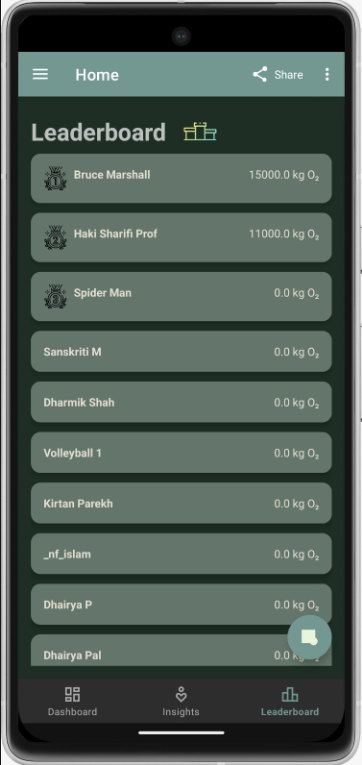 Home
Share
Leaderboard
1 Bruce Marshall 15000.0 kg O₂
2 Haki Sharifi Prof 11000.0 kg O₂
3 Spider Man 0.0 kg O₂
Sanskriti M 0.0 kg O₂
Dharmik Shah 0.0 kg O₂
Volleyball 1 0.0 kg O₂
Kirtan Parekh 0.0 kg O₂
_nf_islam 0.0 kg O₂
Dhairya P 0.0 kg O₂
Dhairya Pal 0.0
Dashboard Insights Leaderboard